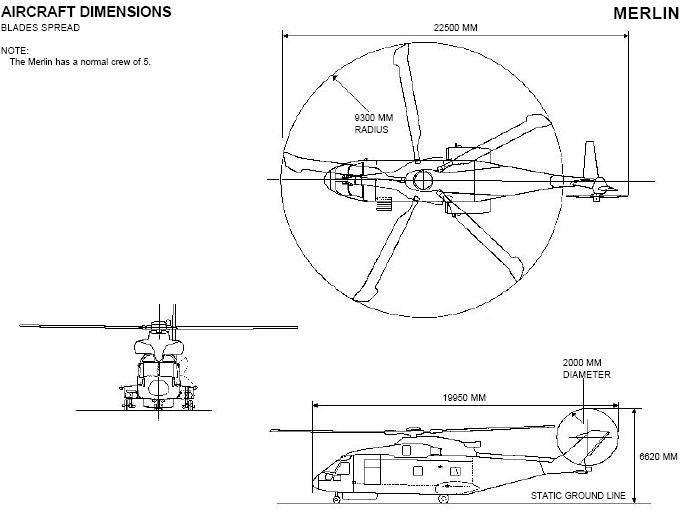 AIRCRAFT DIMENSIONS
MERLIN
BLADES SPREAD
22500 MM
NOTE:
The Merlin has a normal crew of 5.
9300 MM
RADIUS
2000 MM
DIAMETER
19950 MM
6620 MM
STATIC GROUND LINE